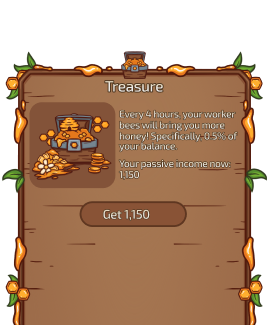 Treasure
Every 4 hours, your worker
bees will bring you more
honey! Specifically: 0.5% of
your balance
Your passive income now:
1,150
Get 1,150